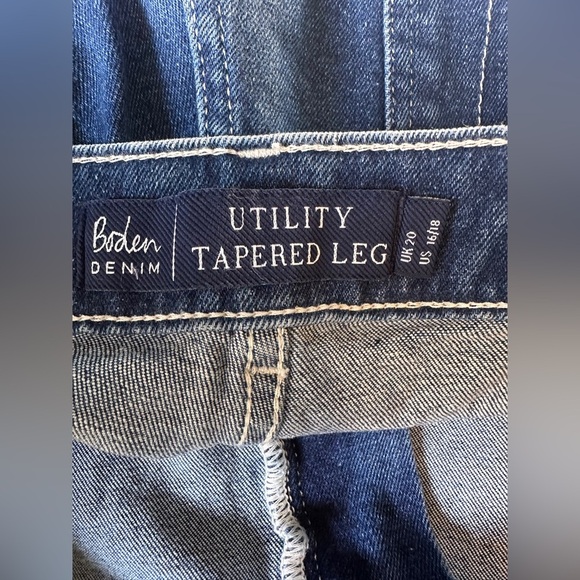 Boden
DENIM
UTILITY
TAPERED LEG
UK 20
US 16/18